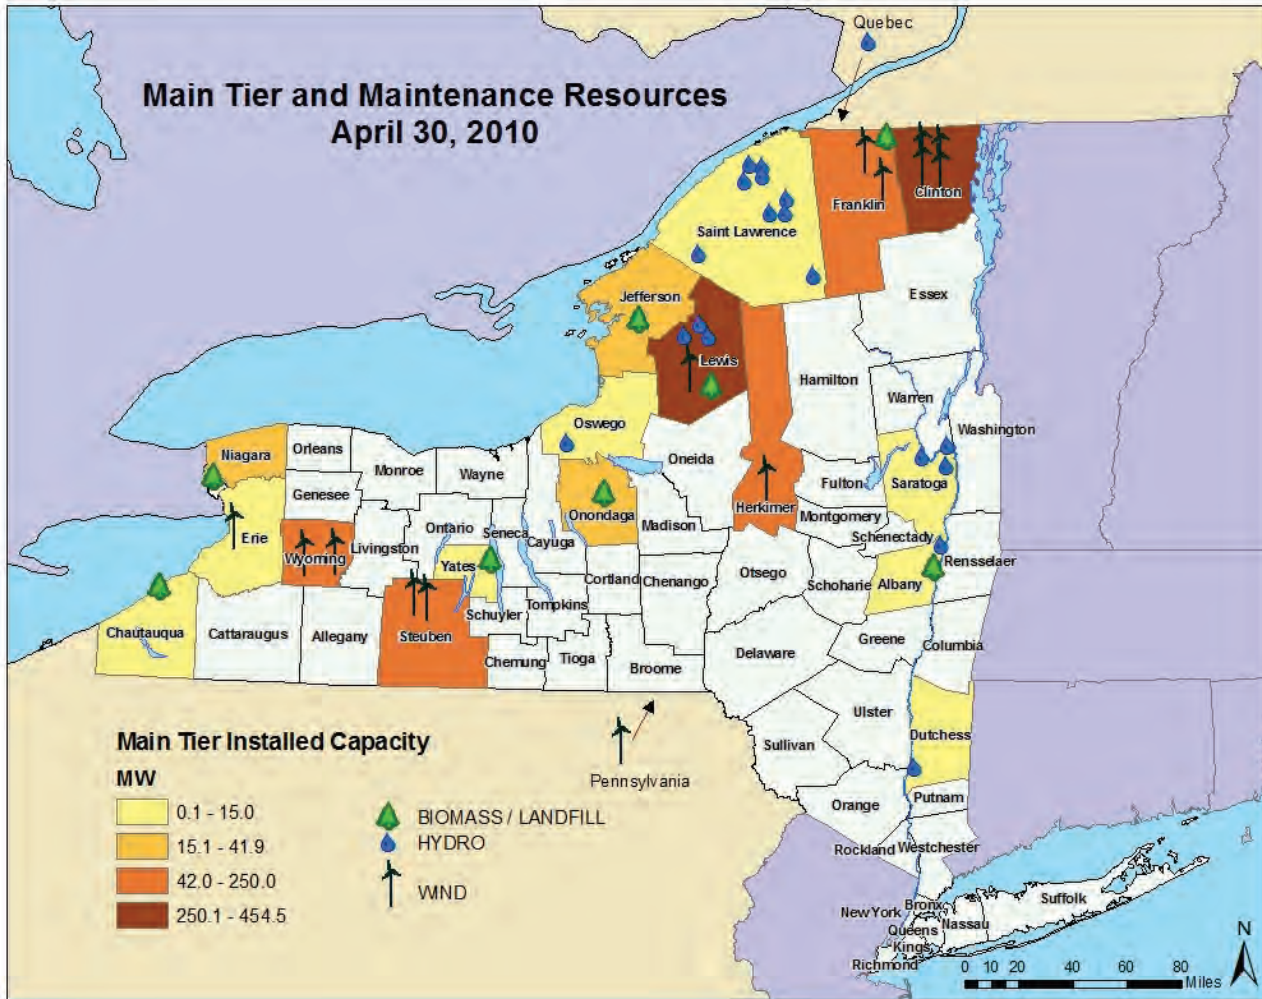 Quebec
Main Tier and Maintenance Resources
April 30, 2010
Clinton
Franklin
Saint Lawrence
Essex
Jefferson
Lewis
Hamilton
Warren
Washington
Oswego
Oneida
Niagara
Orleans
Monroe
Wayne
Genesee
Fulton
Saratoga
Herkimer
Onondaga
Madison
Montgomery
Erie
Wyoming
Livingston
Ontario
Seneca
Cayuga
Schenectady
Rensselaer
Yates
Cortland
Chenango
Otsego
Schoharie
Albany
Schuyler
Tompkins
Chautauqua
Cattaraugus
Allegany
Steuben
Chemung
Tioga
Broome
Delaware
Greene
Columbia
Ulster
Dutchess
Sullivan
Orange
Putnam
Rockland
Westchester
Pennsylvania
Main Tier Installed Capacity
MW
0.1 - 15.0
15.1 - 41.9
42.0 - 250.0
250.1 - 454.5
BIOMASS / LANDFILL
HYDRO
WIND
New York
Bronx
Queens
Kings
Richmond
Nassau
Suffolk
N
0 10 20 40 60 80
Miles